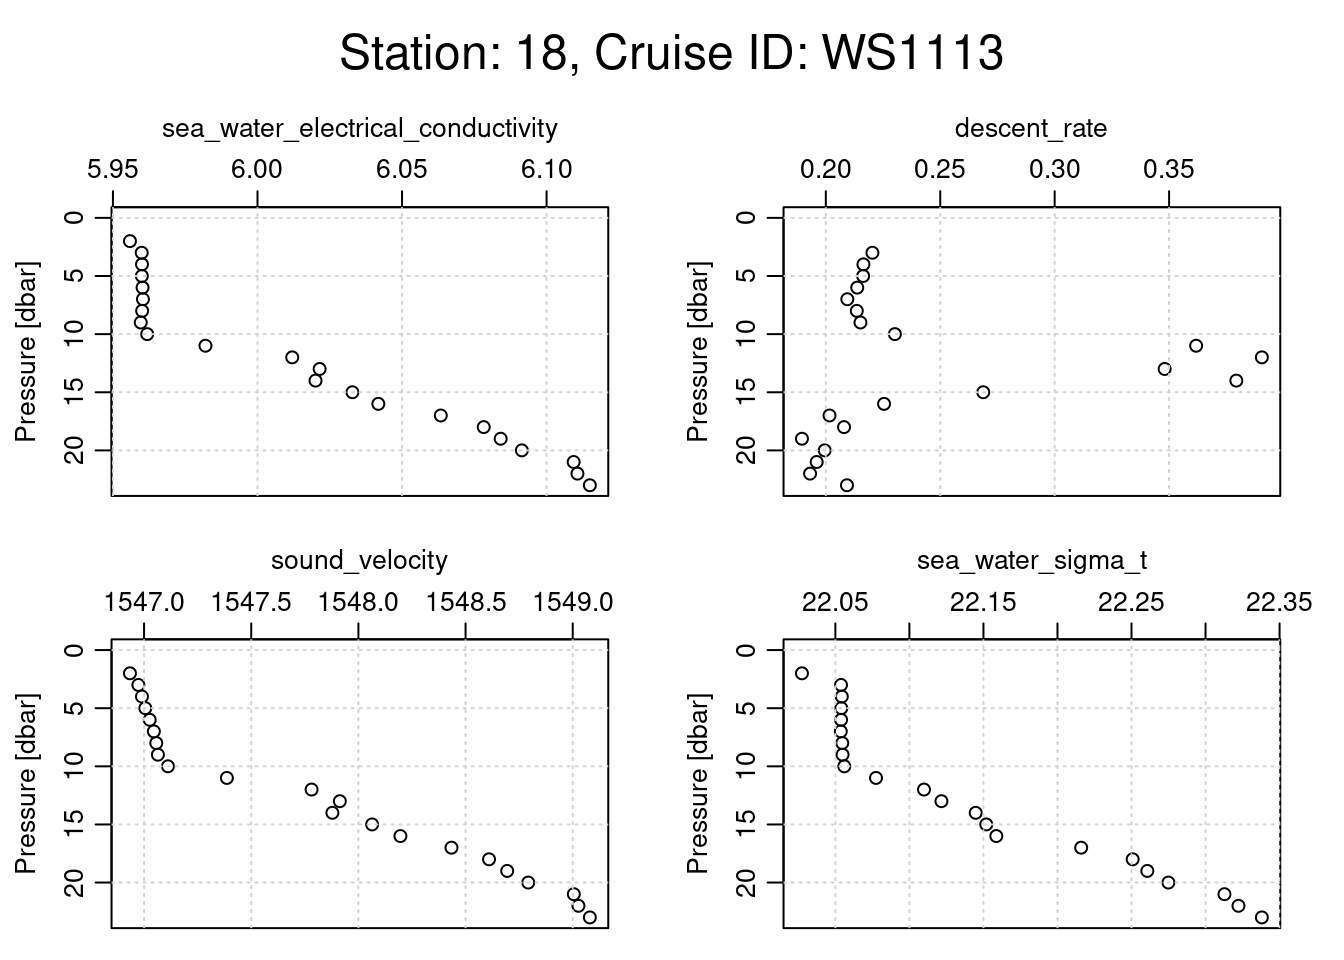 Station: 18, Cruise ID: WS1113
sea_water_electrical_conductivity
5.95 6.00 6.05 6.10
Pressure [dbar]
0
5
10
15
20
descent_rate
0.20 0.25 0.30 0.35
Pressure [dbar]
0
5
10
15
20
sound_velocity
1547.0 1547.5 1548.0 1548.5 1549.0
Pressure [dbar]
0
5
10
15
20
sea_water_sigma_t
22.05 22.15 22.25 22.35
Pressure [dbar]
0
5
10
15
20